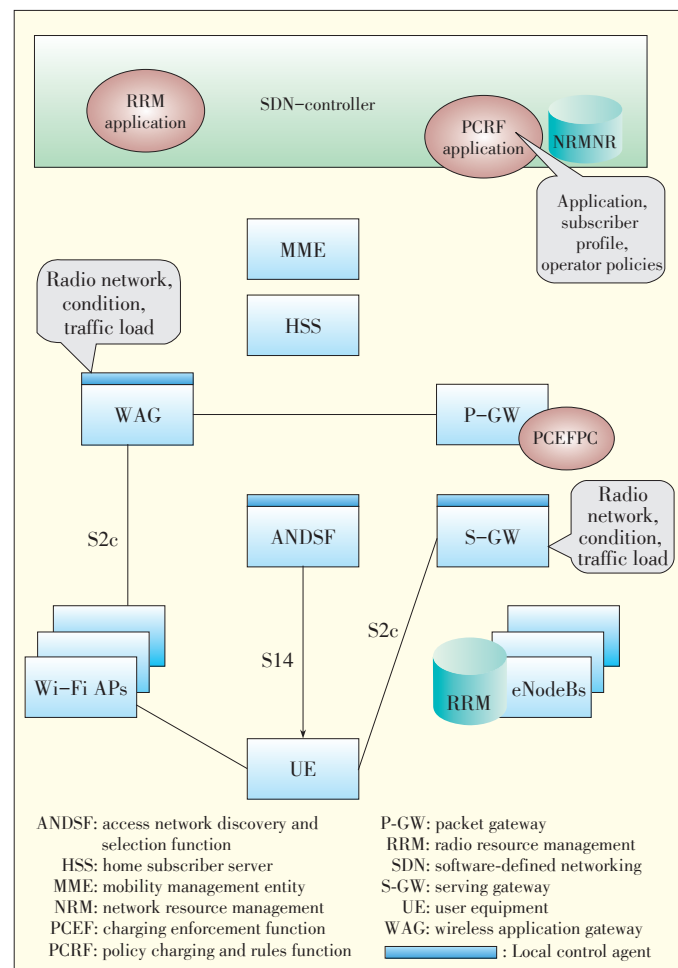 RRM
application
SDN-controller
PCRF
application
NRMNR
Application,
subscriber
profile,
operator policies
MME
Radio network,
condition,
traffic load
HSS
WAG
P-GW
PCEFPC
Radio
network,
condition,
traffic load
ANDSF
S-GW
S2c
S2c
S14
Wi-Fi APs
RRM
eNodeBs
UE
ANDSF: access network discovery and
selection function
HSS: home subscriber server
MME: mobility management entity
NRM: network resource management
PCEF: charging enforcement function
PCRF: policy charging and rules function
P-GW: packet gateway
RRM: radio resource management
SDN: software-defined networking
S-GW: serving gateway
UE: user equipment
WAG: wireless application gateway
: Local control agent